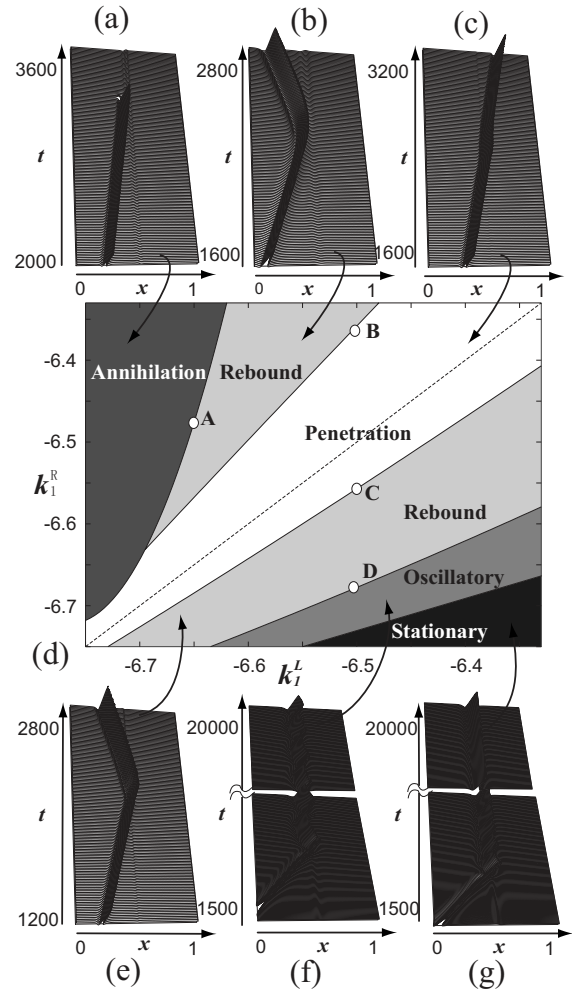 (a) (b) (c)
3600 2800 3200
t t t
2000 1600 1600
0 x 1 0 x 1 0 x 1
-6.4
-6.5
-6.6
-6.7
k₁ᴿ
Annihilation Rebound
B
A
Penetration
C
Rebound
D
Oscillatory
Stationary
(d)
-6.7 -6.6 -6.5 -6.4
k₁ᴸ
2800 20000 20000
t t t
1200 1500 1500
0 x 1 0 x 1 0 x 1
(e) (f) (g)